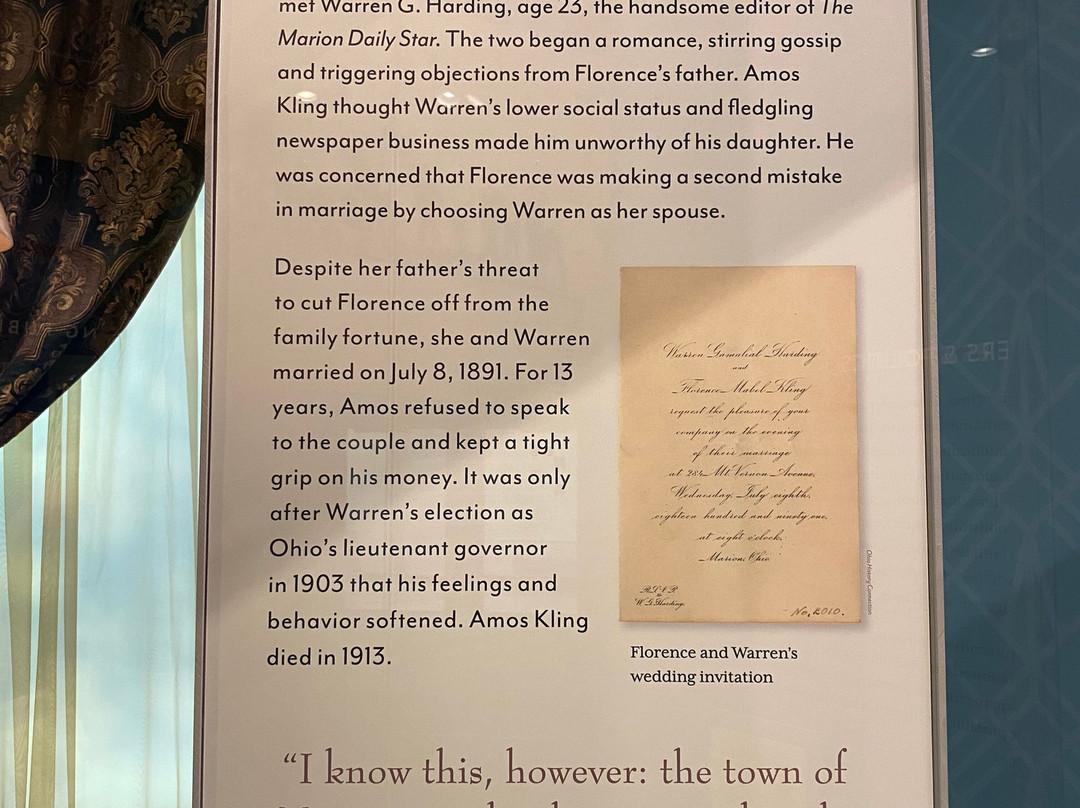 met Warren G. Harding, age 23, the handsome editor of The
Marion Daily Star. The two began a romance, stirring gossip
and triggering objections from Florence's father. Amos
Kling thought Warren's lower social status and fledgling
newspaper business made him unworthy of his daughter. He
was concerned that Florence was making a second mistake
in marriage by choosing Warren as her spouse.
Despite her father's threat
to cut Florence off from the
family fortune, she and Warren
married on July 8, 1891. For 13
years, Amos refused to speak
to the couple and kept a tight
grip on his money. It was only
after Warren's election as
Ohio's lieutenant governor
in 1903 that his feelings and
behavior softened. Amos Kling
died in 1913.
Warren Gamalial Harding
and
Florence Mabel Kling
request the pleasure of your
company on the evening
of their marriage
at 284 Mt Vernon Avenue,
Wednesday, July eighth,
eighteen hundred and ninety one,
at eight o'clock.
Marion, Ohio
W G Harding.
No, 2010.
Ohio History Connection
Florence and Warren's
wedding invitation
"I know this, however: the town of